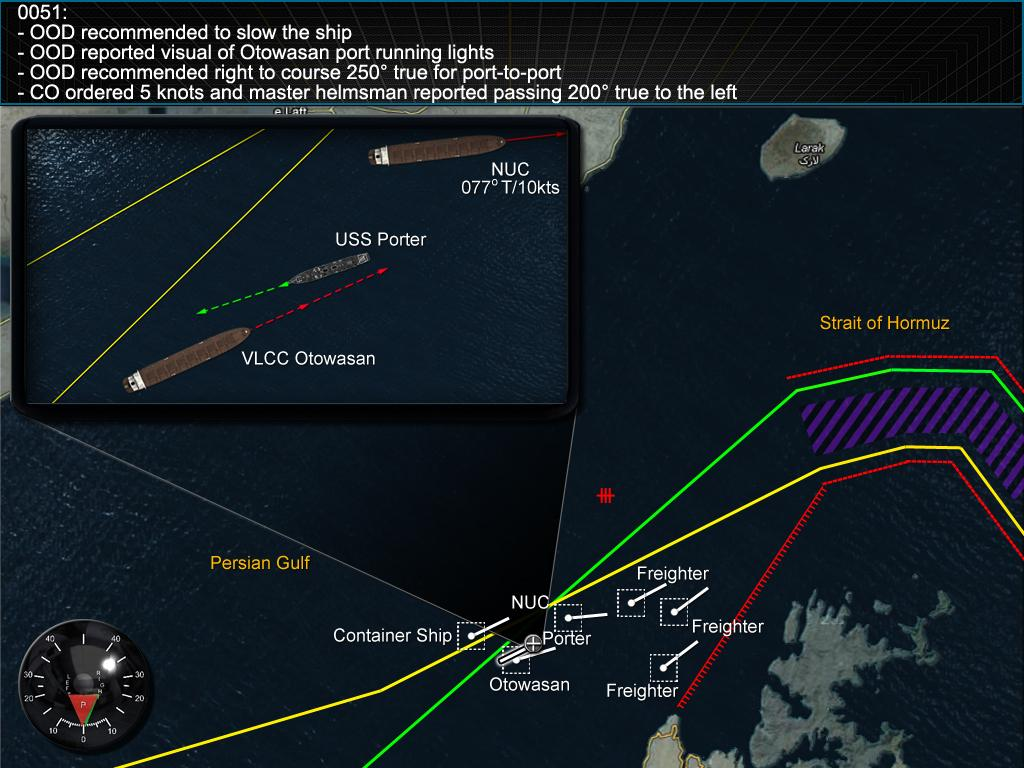 0051:
- OOD recommended to slow the ship
- OOD reported visual of Otowasan port running lights
- OOD recommended right to course 250° true for port-to-port
- CO ordered 5 knots and master helmsman reported passing 200° true to the left
e Laft
Larak
لارک
NUC
077° T/10kts
USS Porter
VLCC Otowasan
Strait of Hormuz
Persian Gulf
Freighter
NUC
Freighter
Container Ship
Porter
Otowasan
Freighter
40 40
30 30
20 20
10 10
0
LEFT
RIGHT
P